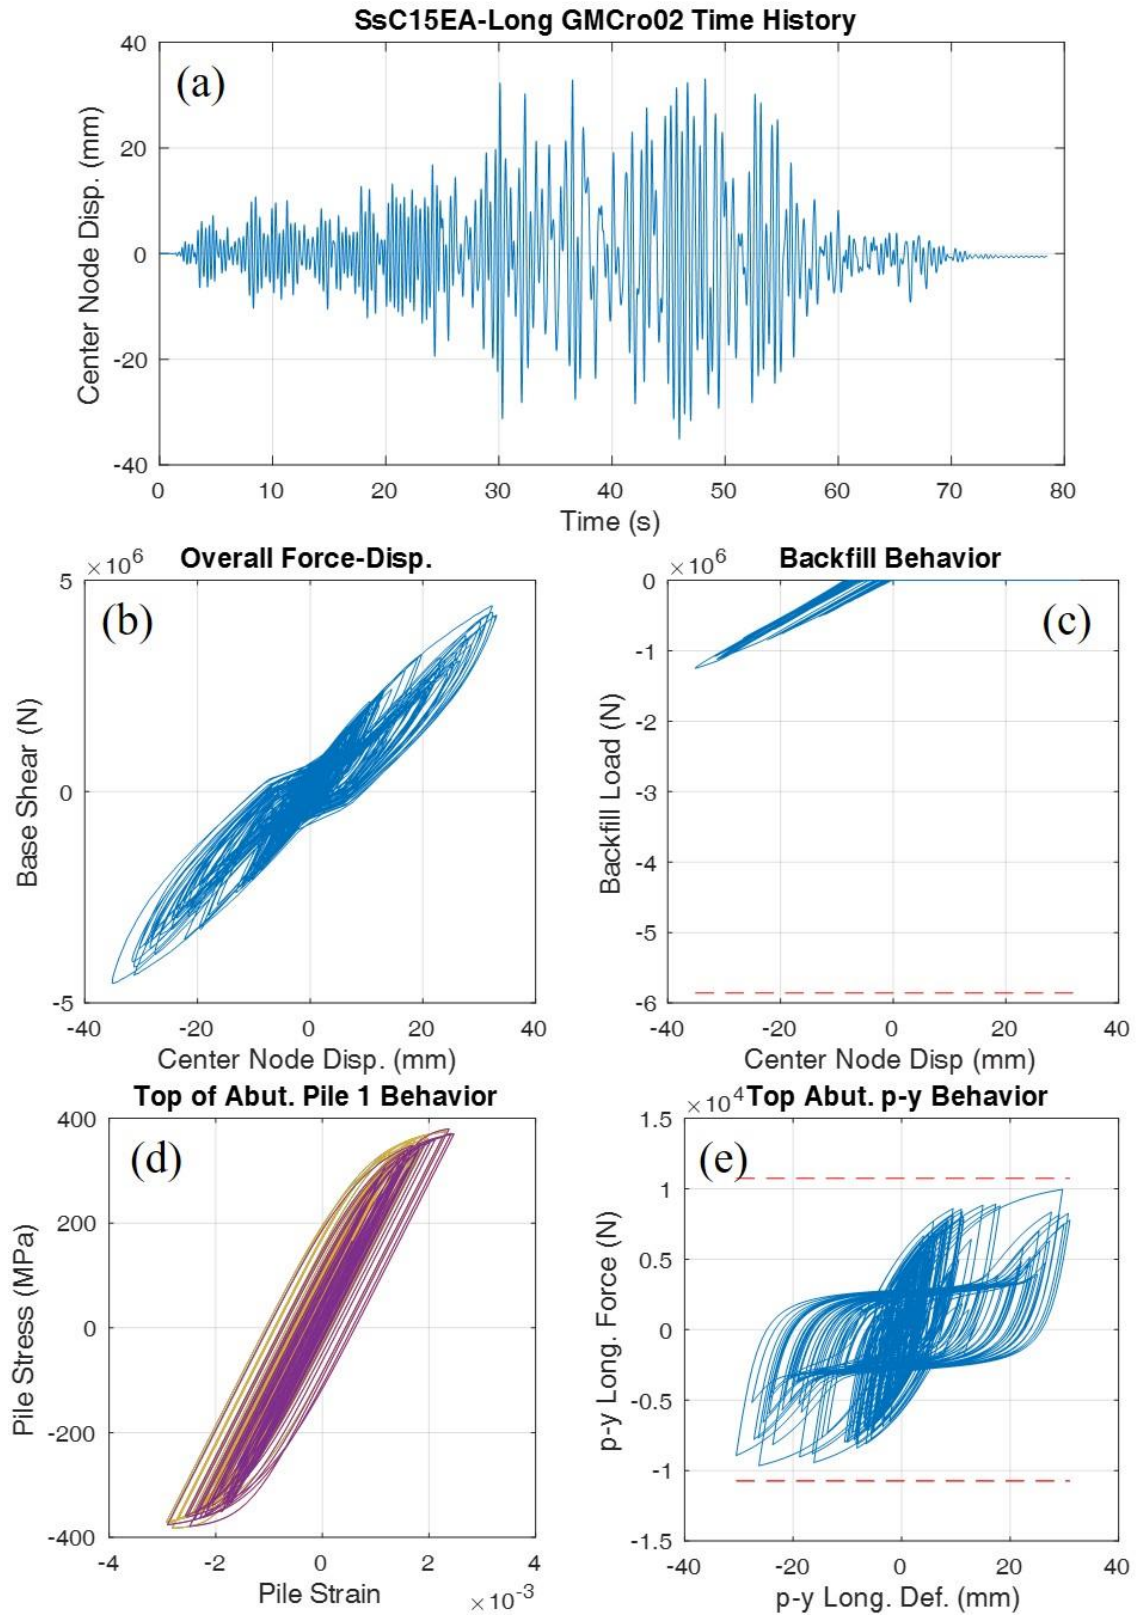 SsC15EA-Long GMCro02 Time History
(a)
Center Node Disp. (mm)
40
20
0
-20
-40
0 10 20 30 40 50 60 70 80
Time (s)
×10^6 Overall Force-Disp.
(b)
Base Shear (N)
5
0
-5
-40 -20 0 20 40
Center Node Disp. (mm)
×10^6 Backfill Behavior
(c)
Backfill Load (N)
0
-1
-2
-3
-4
-5
-6
-40 -20 0 20 40
Center Node Disp (mm)
Top of Abut. Pile 1 Behavior
(d)
Pile Stress (MPa)
400
200
0
-200
-400
-4 -2 0 2 4
Pile Strain ×10^-3
×10^4 Top Abut. p-y Behavior
(e)
p-y Long. Force (N)
1.5
1
0.5
0
-0.5
-1
-1.5
-40 -20 0 20 40
p-y Long. Def. (mm)